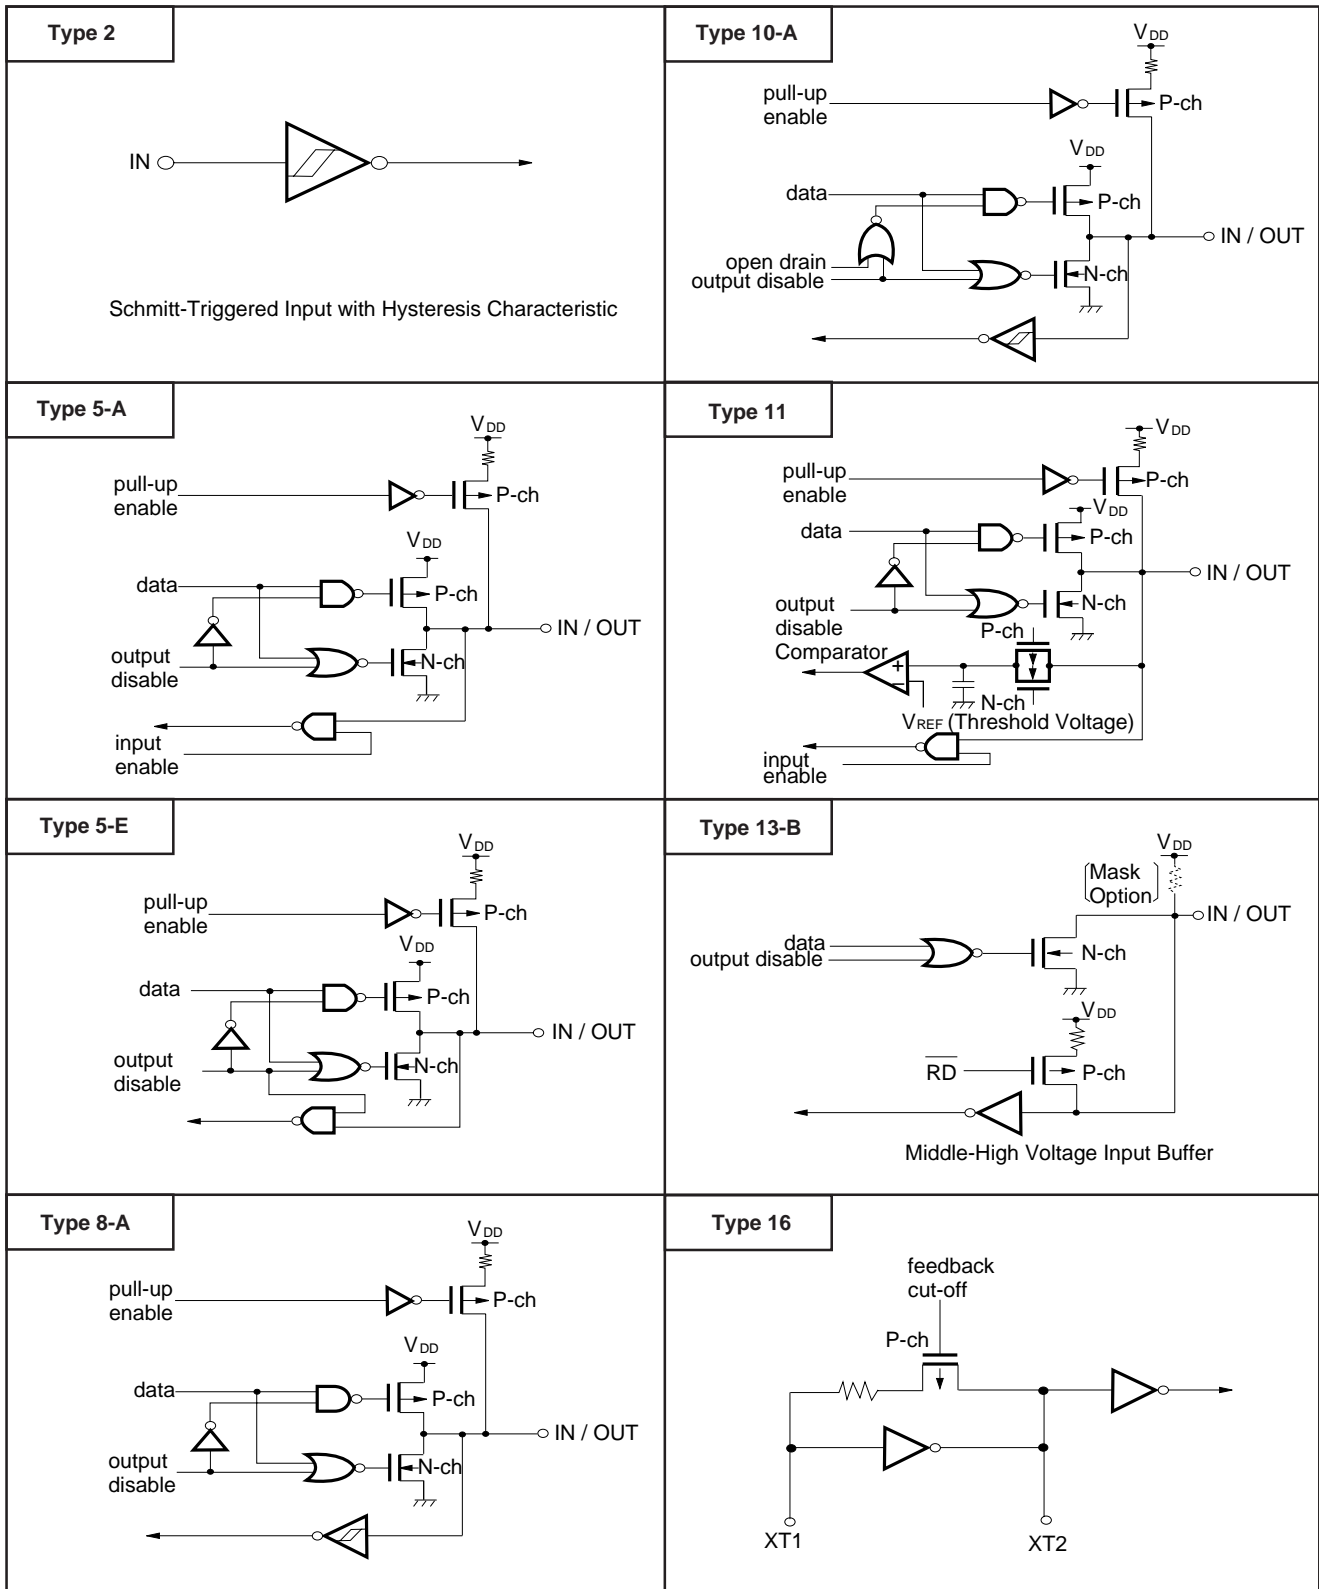 Type 2
IN
Schmitt-Triggered Input with Hysteresis Characteristic
Type 10-A
VDD
pull-up
enable
P-ch
VDD
data
P-ch
IN / OUT
open drain
output disable
N-ch
Type 5-A
VDD
pull-up
enable
P-ch
VDD
data
P-ch
IN / OUT
output
disable
N-ch
input
enable
Type 11
VDD
pull-up
enable
P-ch
VDD
data
P-ch
IN / OUT
output
disable
N-ch
P-ch
Comparator
+
−
N-ch
VREF (Threshold Voltage)
input
enable
Type 5-E
VDD
pull-up
enable
P-ch
VDD
data
P-ch
IN / OUT
output
disable
N-ch
Type 13-B
VDD
Mask
Option
IN / OUT
data
output disable
N-ch
VDD
RD
P-ch
Middle-High Voltage Input Buffer
Type 8-A
VDD
pull-up
enable
P-ch
VDD
data
P-ch
IN / OUT
output
disable
N-ch
Type 16
feedback
cut-off
P-ch
XT1
XT2